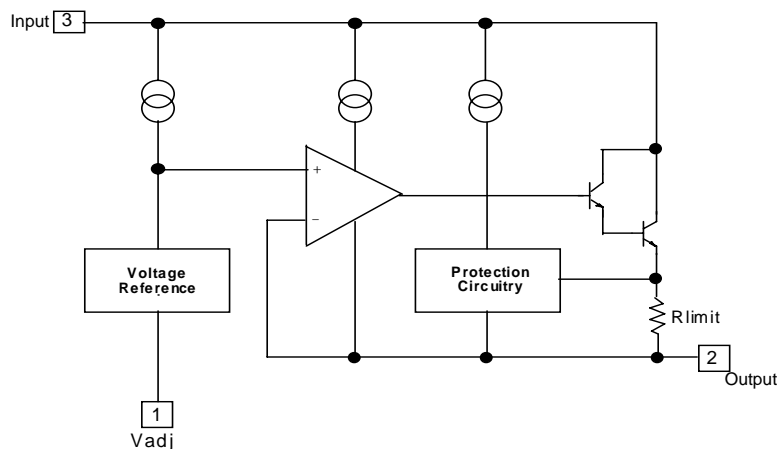 Input 3
+
−
Voltage
Reference
Protection
Circuitry
Rlimit
2
Output
1
Vadj